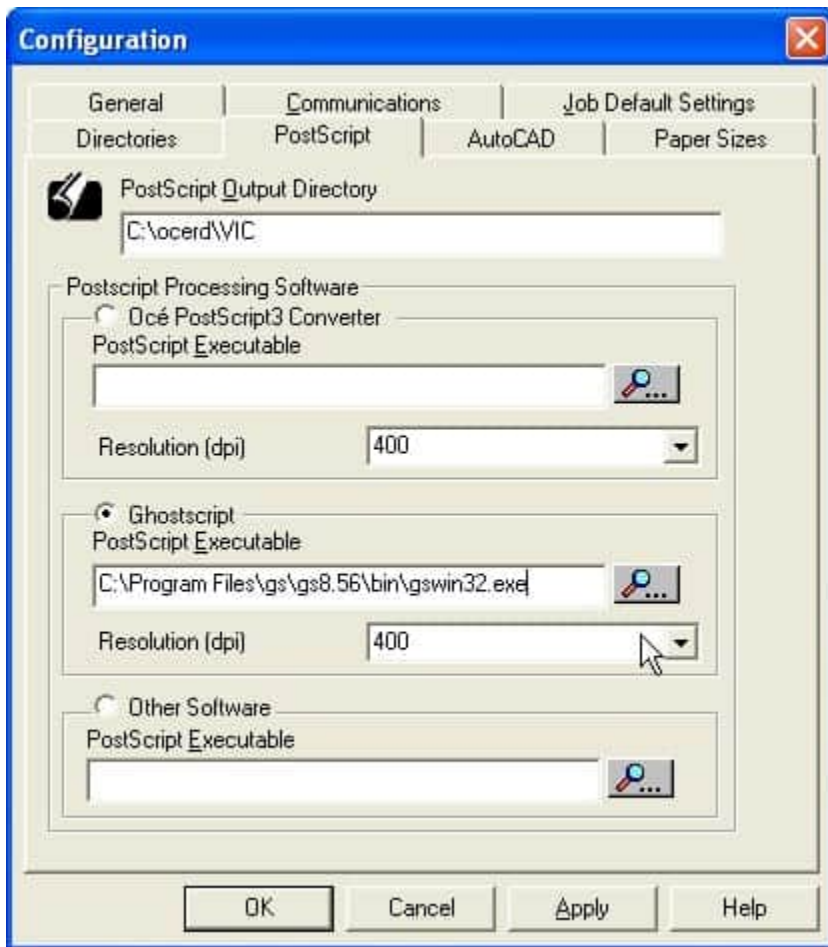 Configuration
General Communications Job Default Settings
Directories PostScript AutoCAD Paper Sizes
PostScript Output Directory
C:\ocerd\VIC
Postscript Processing Software
Océ PostScript3 Converter
PostScript Executable
...
Resolution (dpi) 400
Ghostscript
PostScript Executable
C:\Program Files\gs\gs8.56\bin\gswin32.exe ...
Resolution (dpi) 400
Other Software
PostScript Executable
...
OK Cancel Apply Help